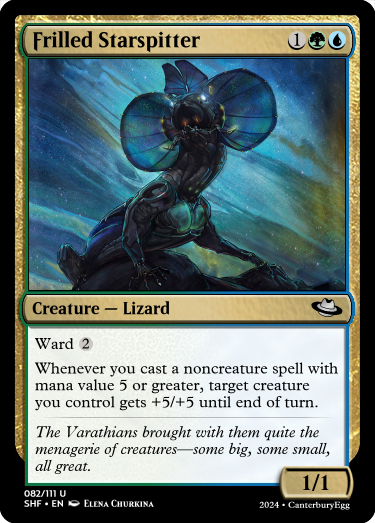 Frilled Starspitter 1
Creature — Lizard
Ward 2
Whenever you cast a noncreature spell with
mana value 5 or greater, target creature
you control gets +5/+5 until end of turn.
The Varathians brought with them quite the
menagerie of creatures—some big, some small,
all great.
1/1
082/111 U
SHF • EN Elena Churkina
2024 • CanterburyEgg